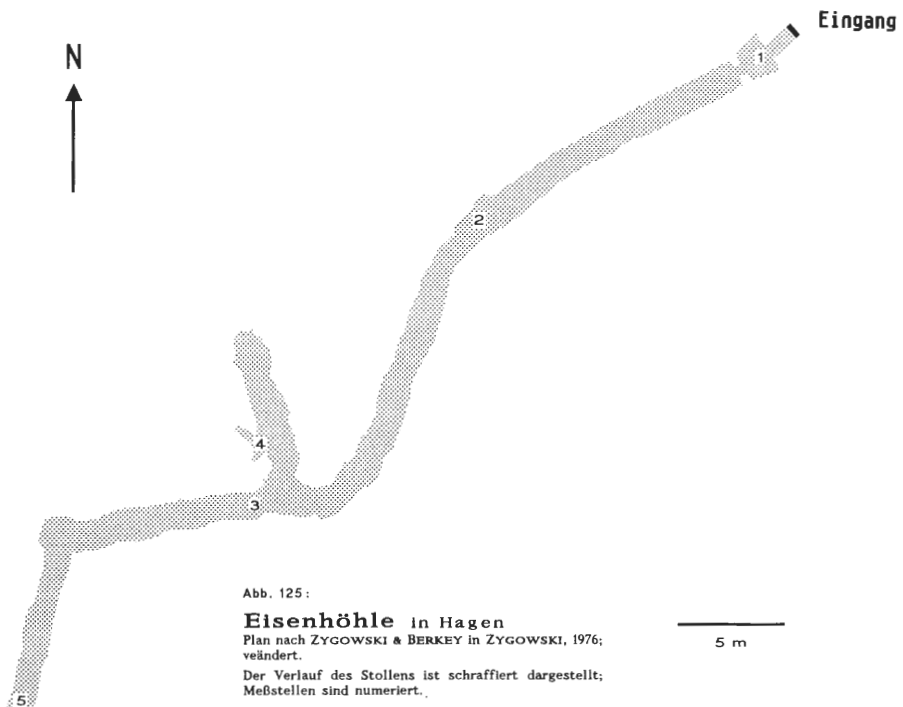 Eingang
N
1
2
4
3
5
Abb. 125:
Eisenhöhle in Hagen
Plan nach ZYGOWSKI & BERKEY in ZYGOWSKI, 1976;
veändert.
Der Verlauf des Stollens ist schraffiert dargestellt;
Meßstellen sind numeriert.
5 m